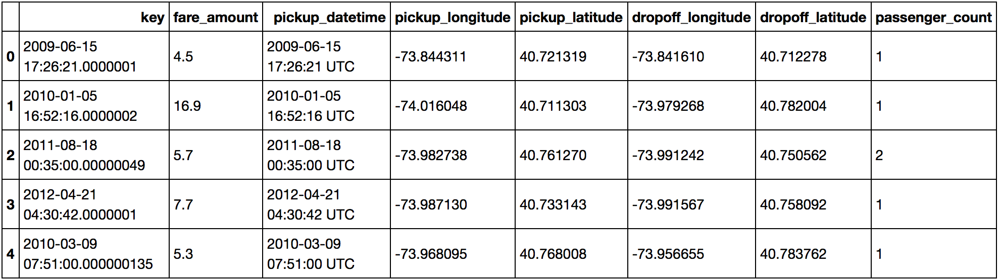 key fare_amount pickup_datetime pickup_longitude pickup_latitude dropoff_longitude dropoff_latitude passenger_count
0 2009-06-15 17:26:21.0000001 4.5 2009-06-15 17:26:21 UTC -73.844311 40.721319 -73.841610 40.712278 1
1 2010-01-05 16:52:16.0000002 16.9 2010-01-05 16:52:16 UTC -74.016048 40.711303 -73.979268 40.782004 1
2 2011-08-18 00:35:00.00000049 5.7 2011-08-18 00:35:00 UTC -73.982738 40.761270 -73.991242 40.750562 2
3 2012-04-21 04:30:42.0000001 7.7 2012-04-21 04:30:42 UTC -73.987130 40.733143 -73.991567 40.758092 1
4 2010-03-09 07:51:00.000000135 5.3 2010-03-09 07:51:00 UTC -73.968095 40.768008 -73.956655 40.783762 1